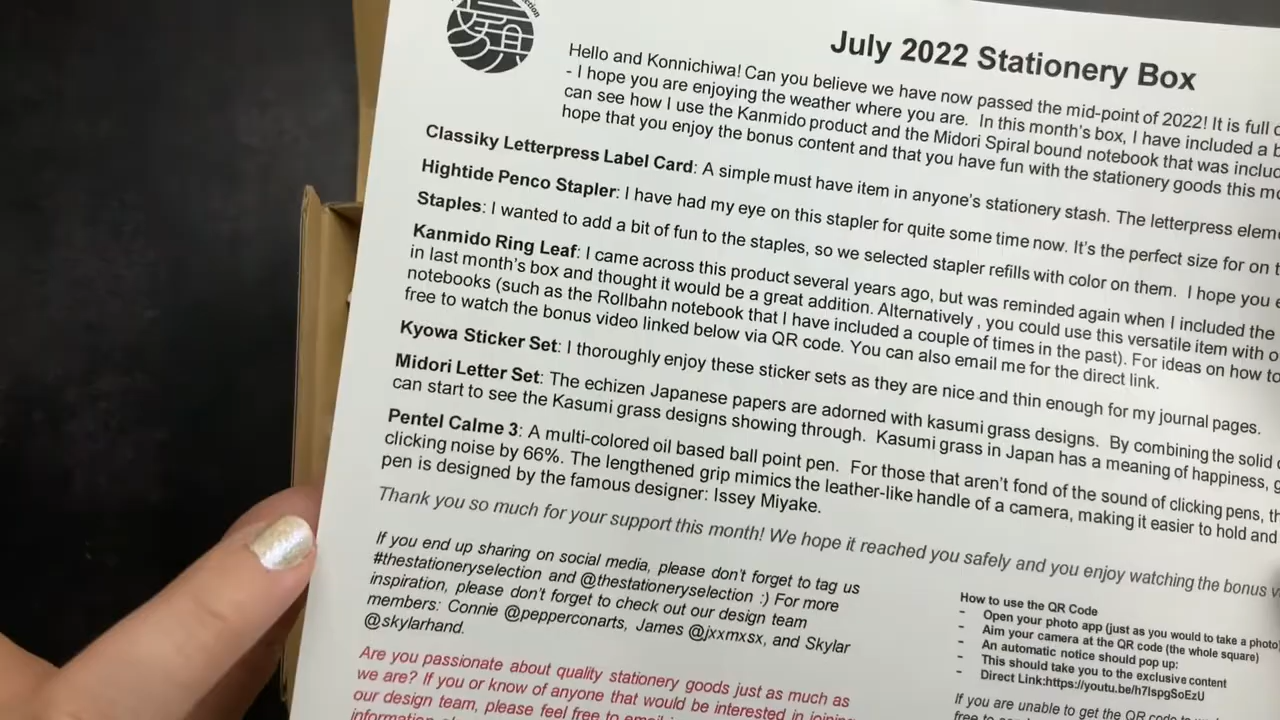 July 2022 Stationery Box
Hello and Konnichiwa! Can you believe we have now passed the mid-point of 2022! It is full
- I hope you are enjoying the weather where you are. In this month's box, I have included a
can see how I use the Kanmido product and the Midori Spiral bound notebook that was
hope that you enjoy the bonus content and that you have fun with the stationery goods this
Classiky Letterpress Label Card: A simple must have item in anyone's stationery stash. The letterpress
Hightide Penco Stapler: I have had my eye on this stapler for quite some time now. It's the perfect size for on
Staples: I wanted to add a bit of fun to the staples, so we selected stapler refills with color on them. I hope you
Kanmido Ring Leaf: I came across this product several years ago, but was reminded again when I included the
in last month's box and thought it would be a great addition. Alternatively , you could use this versatile item with
notebooks (such as the Rollbahn notebook that I have included a couple of times in the past). For ideas on how to
free to watch the bonus video linked below via QR code. You can also email me for the direct link.
Kyowa Sticker Set: I thoroughly enjoy these sticker sets as they are nice and thin enough for my journal pages.
Midori Letter Set: The echizen Japanese papers are adorned with kasumi grass designs. By combining the solid
can start to see the Kasumi grass designs showing through. Kasumi grass in Japan has a meaning of happiness,
Pentel Calme 3: A multi-colored oil based ball point pen. For those that aren't fond of the sound of clicking pens,
clicking noise by 66%. The lengthened grip mimics the leather-like handle of a camera, making it easier to hold and
pen is designed by the famous designer: Issey Miyake.
Thank you so much for your support this month! We hope it reached you safely and you enjoy watching the bonus
If you end up sharing on social media, please don't forget to tag us
#thestationeryselection and @thestationeryselection :) For more
inspiration, please don't forget to check out our design team
members: Connie @pepperconarts, James @jxxmxsx, and Skylar
@skylarhand.
Are you passionate about quality stationery goods just as much as
we are? If you or know of anyone that would be interested in joining
our design team, please feel free to email
How to use the QR Code
- Open your photo app (just as you would to take a photo)
- Aim your camera at the QR code (the whole square)
- An automatic notice should pop up:
- This should take you to the exclusive content
- Direct Link:https://youtu.be/h7IspgSoEzU
If you are unable to get the QR code to